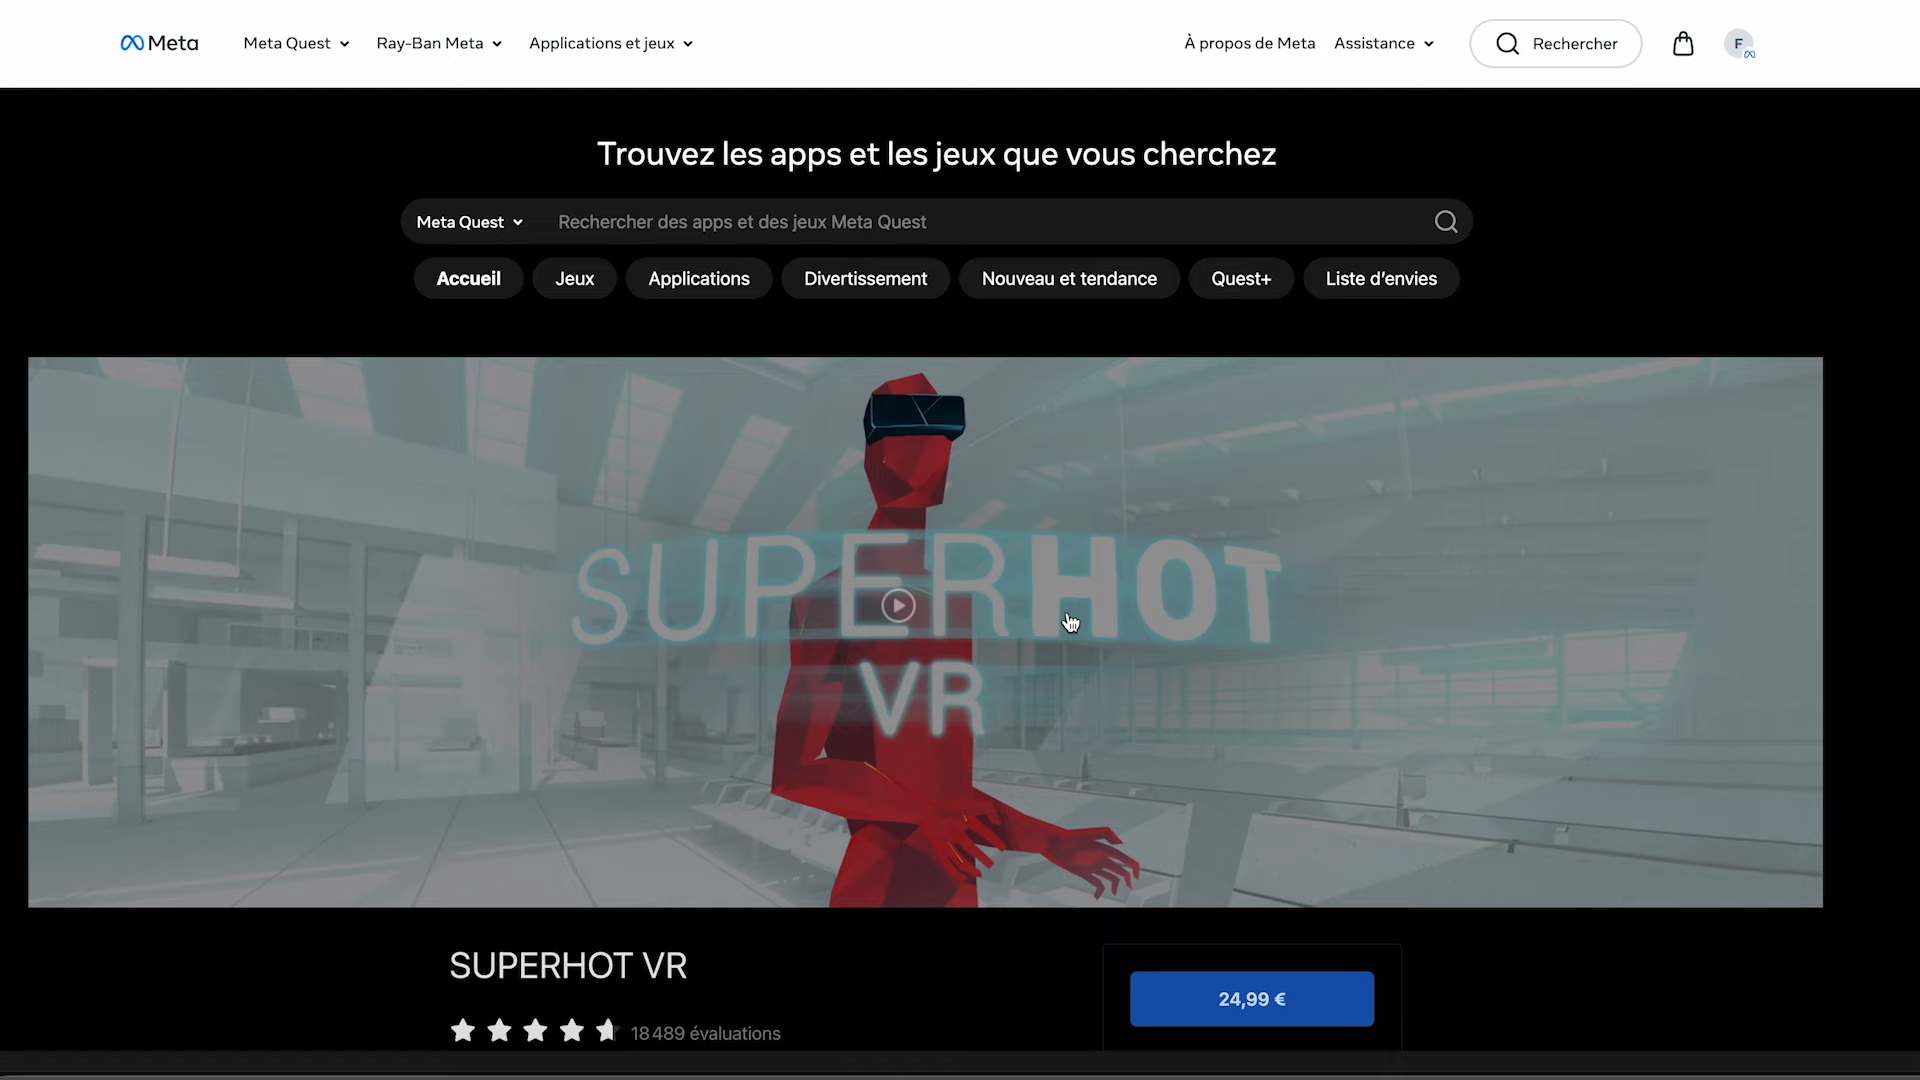 Meta
Meta Quest
Ray-Ban Meta
Applications et jeux
À propos de Meta
Assistance
Rechercher
F
Trouvez les apps et les jeux que vous cherchez
Meta Quest
Rechercher des apps et des jeux Meta Quest
Accueil
Jeux
Applications
Divertissement
Nouveau et tendance
Quest+
Liste d’envies
SUPERHOT
VR
SUPERHOT VR
24,99 €
18 489 évaluations